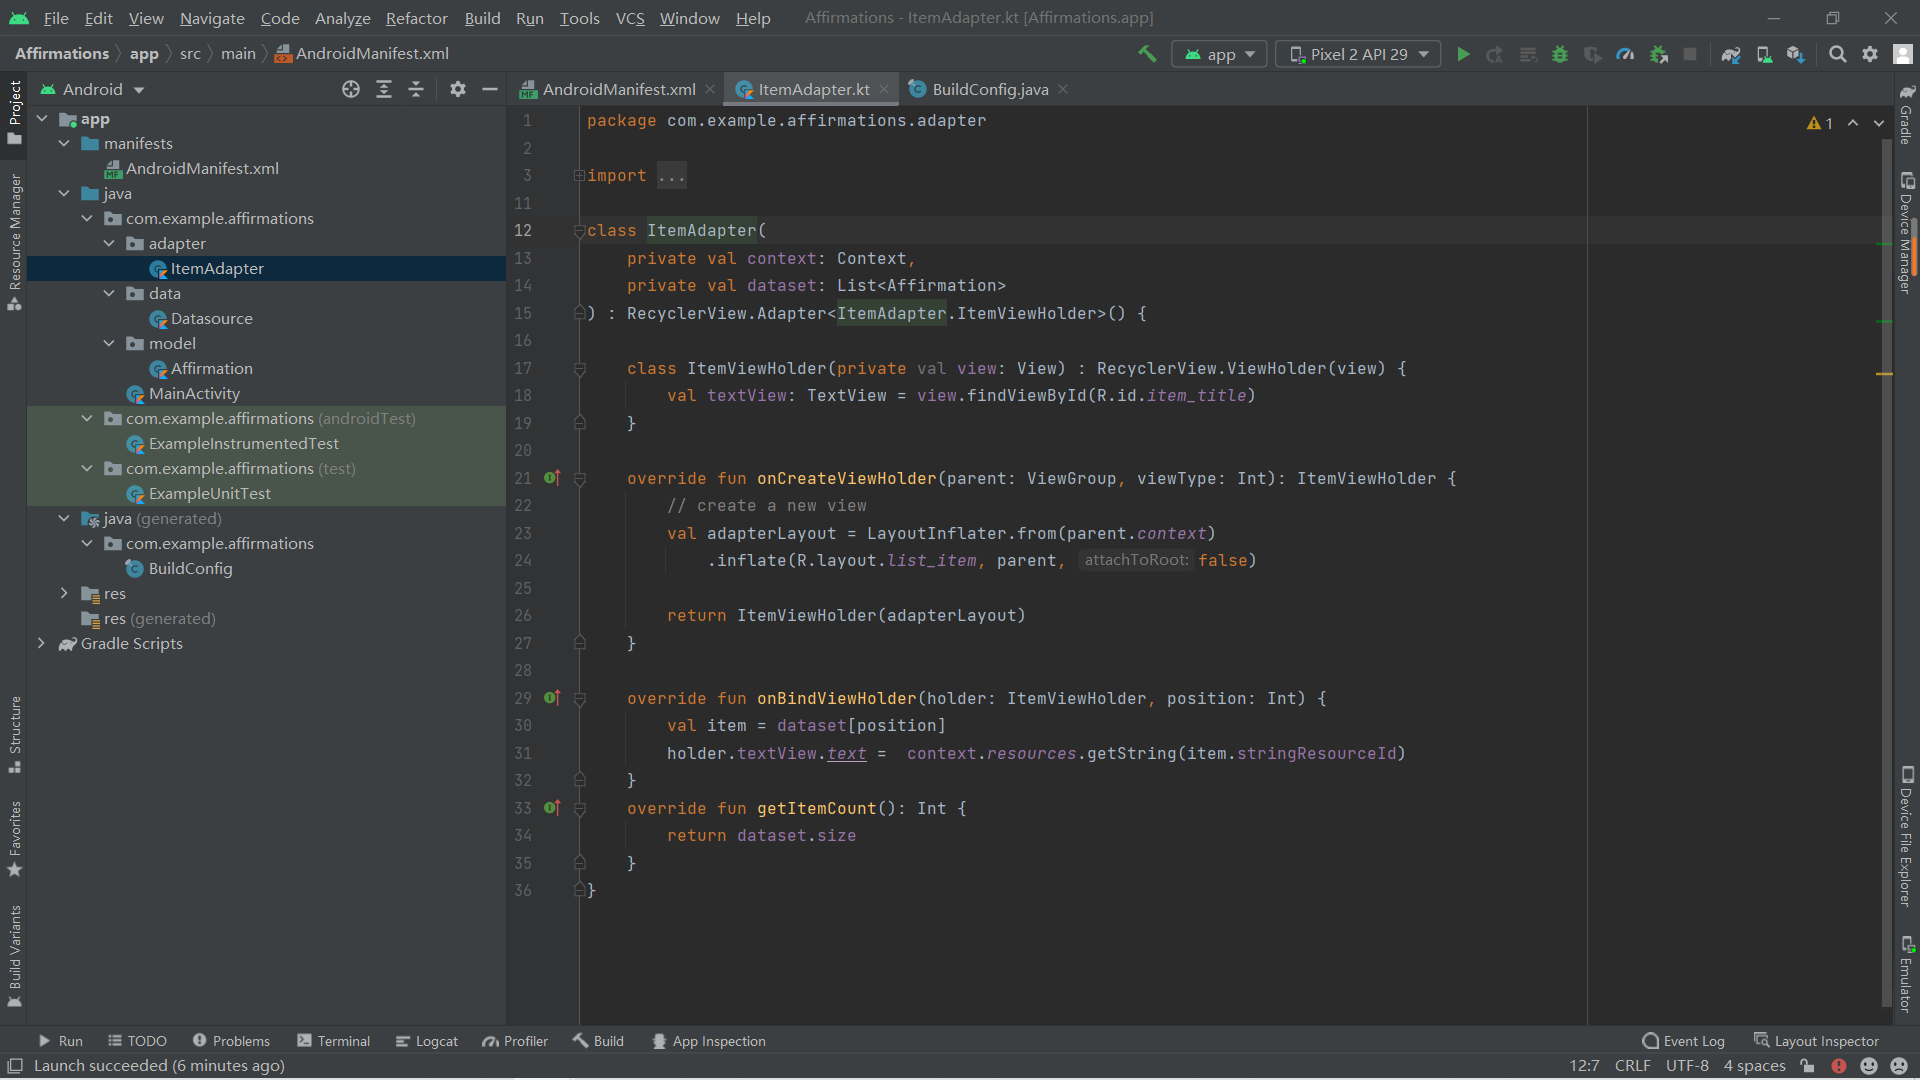 File Edit View Navigate Code Analyze Refactor Build Run Tools VCS Window Help Affirmations - ItemAdapter.kt [Affirmations.app]
Affirmations app src main AndroidManifest.xml app Pixel 2 API 29
Android
AndroidManifest.xml ItemAdapter.kt BuildConfig.java
Project
Resource Manager
Structure
Favorites
Build Variants
app
manifests
AndroidManifest.xml
java
com.example.affirmations
adapter
ItemAdapter
data
Datasource
model
Affirmation
MainActivity
com.example.affirmations (androidTest)
ExampleInstrumentedTest
com.example.affirmations (test)
ExampleUnitTest
java (generated)
com.example.affirmations
BuildConfig
res
res (generated)
Gradle Scripts
1 package com.example.affirmations.adapter
2
3 import ...
11
12 class ItemAdapter(
13 private val context: Context,
14 private val dataset: List<Affirmation>
15 ) : RecyclerView.Adapter<ItemAdapter.ItemViewHolder>() {
16
17 class ItemViewHolder(private val view: View) : RecyclerView.ViewHolder(view) {
18 val textView: TextView = view.findViewById(R.id.item_title)
19 }
20
21 override fun onCreateViewHolder(parent: ViewGroup, viewType: Int): ItemViewHolder {
22 // create a new view
23 val adapterLayout = LayoutInflater.from(parent.context)
24 .inflate(R.layout.list_item, parent, attachToRoot: false)
25
26 return ItemViewHolder(adapterLayout)
27 }
28
29 override fun onBindViewHolder(holder: ItemViewHolder, position: Int) {
30 val item = dataset[position]
31 holder.textView.text = context.resources.getString(item.stringResourceId)
32 }
33 override fun getItemCount(): Int {
34 return dataset.size
35 }
36 }
1
Gradle
Device Manager
Device File Explorer
Emulator
Run TODO Problems Terminal Logcat Profiler Build App Inspection Event Log Layout Inspector
Launch succeeded (6 minutes ago) 12:7 CRLF UTF-8 4 spaces